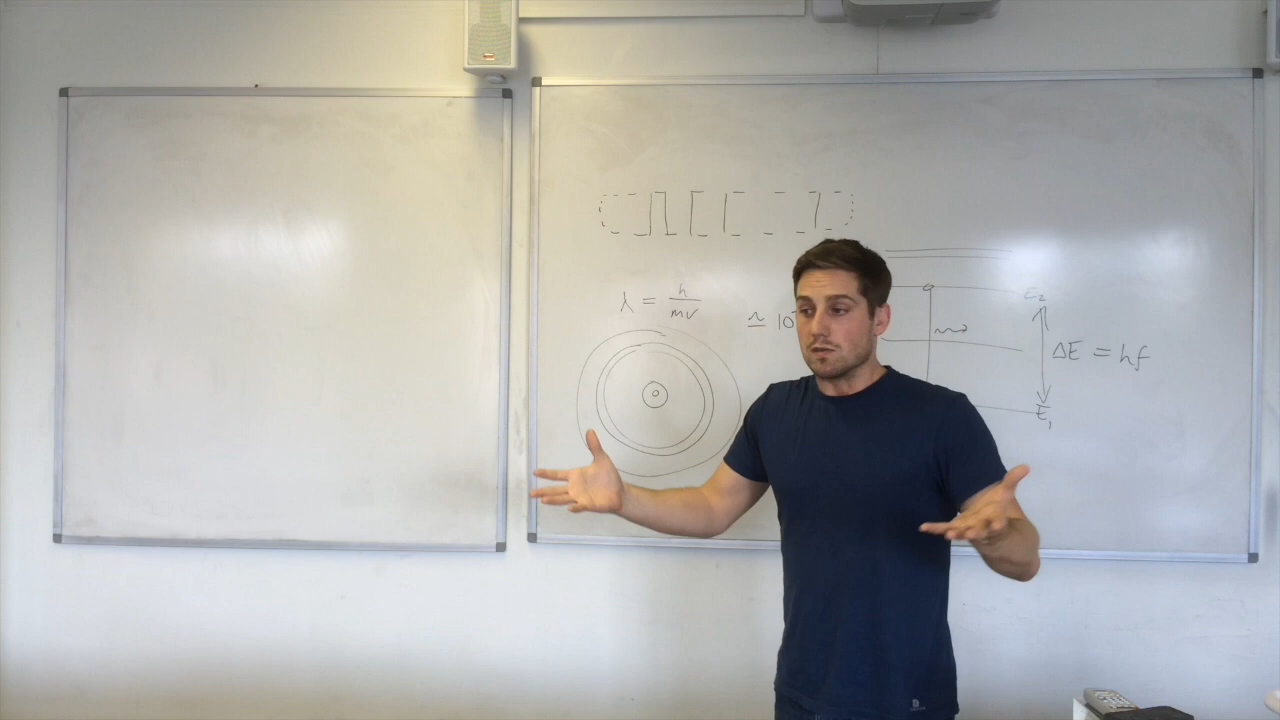 λ = h/mv
≃ 10
E₂
ΔE = hf
E₁